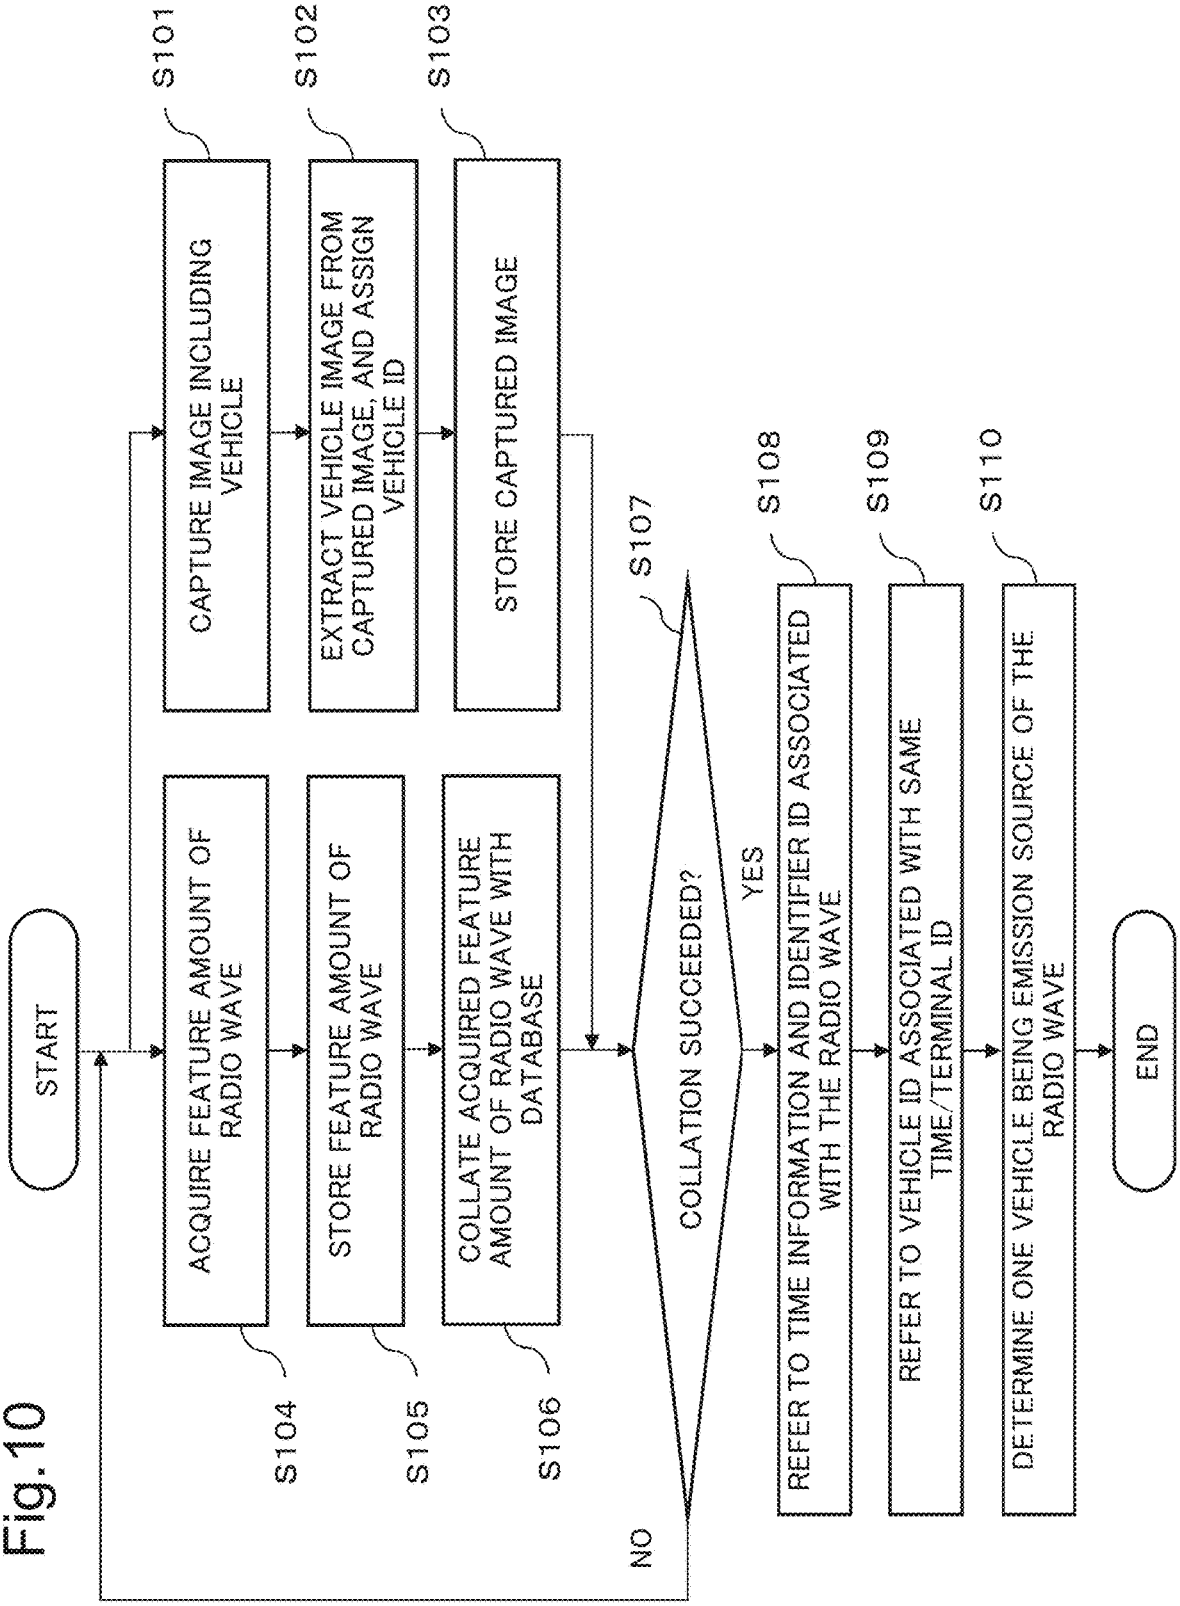 Fig.10
START
CAPTURE IMAGE INCLUDING
VEHICLE
S101
EXTRACT VEHICLE IMAGE FROM
CAPTURED IMAGE, AND ASSIGN
VEHICLE ID
S102
STORE CAPTURED IMAGE
S103
ACQUIRE FEATURE AMOUNT OF
RADIO WAVE
S104
STORE FEATURE AMOUNT OF
RADIO WAVE
S105
COLLATE ACQUIRED FEATURE
AMOUNT OF RADIO WAVE WITH
DATABASE
S106
COLLATION SUCCEEDED?
S107
NO
YES
REFER TO TIME INFORMATION AND IDENTIFIER ID ASSOCIATED
WITH THE RADIO WAVE
S108
REFER TO VEHICLE ID ASSOCIATED WITH SAME
TIME/TERMINAL ID
S109
DETERMINE ONE VEHICLE BEING EMISSION SOURCE OF THE
RADIO WAVE
S110
END